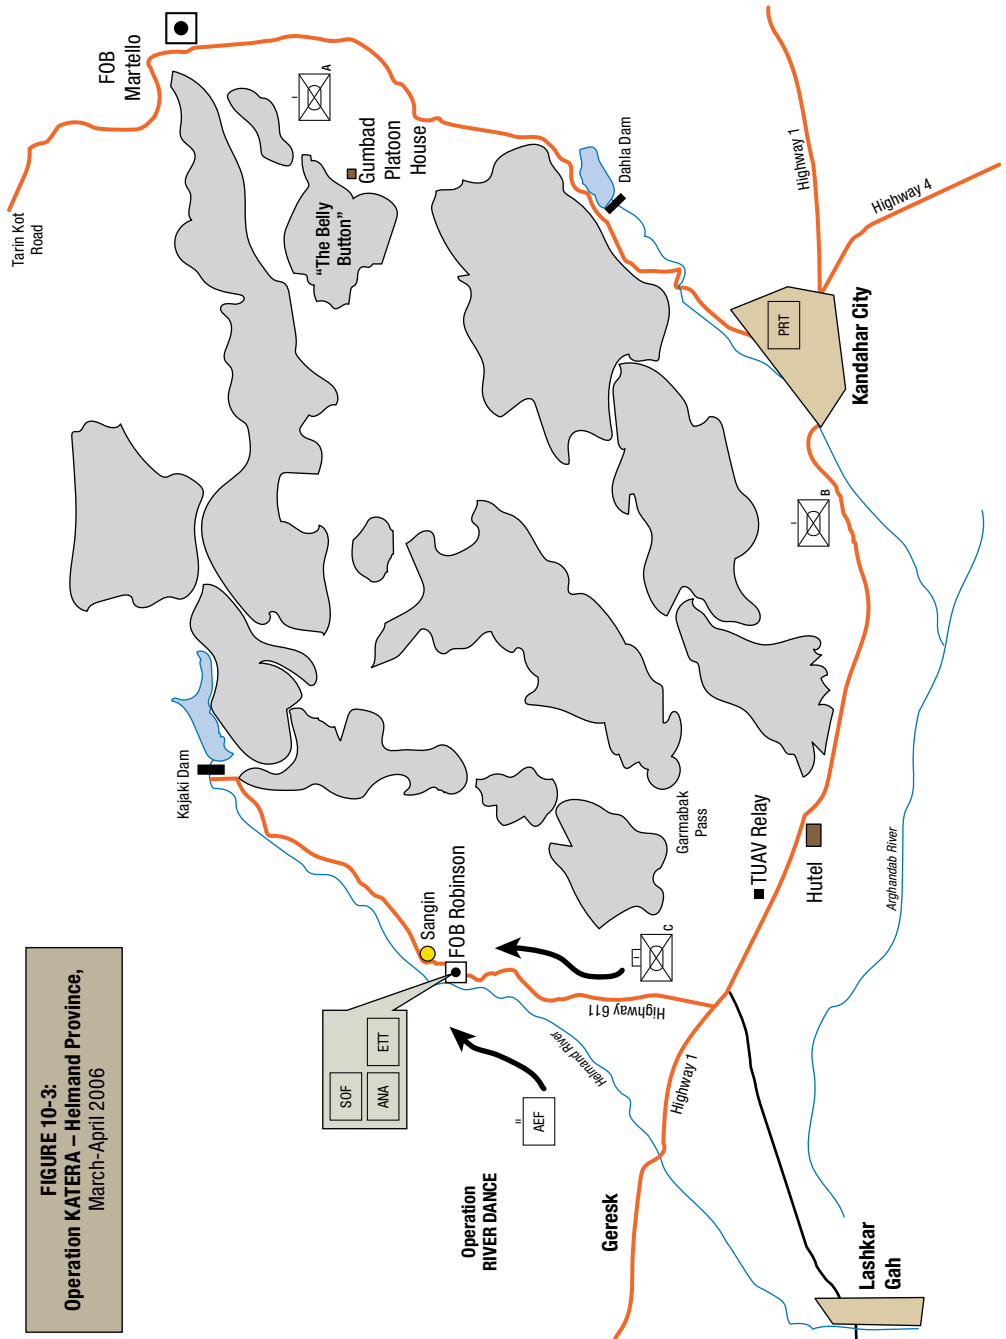 FIGURE 10-3:
Operation KATERA – Helmand Province,
March-April 2006
Tarin Kot
Road
FOB
Martello
I
A
Gumbad
Platoon
House
"The Belly
Button"
Dahla Dam
Highway 1
Highway 4
PRT
Kandahar City
I
B
Kajaki Dam
Garmabak
Pass
TUAV Relay
Hutel
Arghandab River
Sangin
FOB Robinson
SOF
ANA
ETT
I
C
Highway 611
Helmand River
II
AEF
Operation
RIVER DANCE
Highway 1
Geresk
Lashkar
Gah